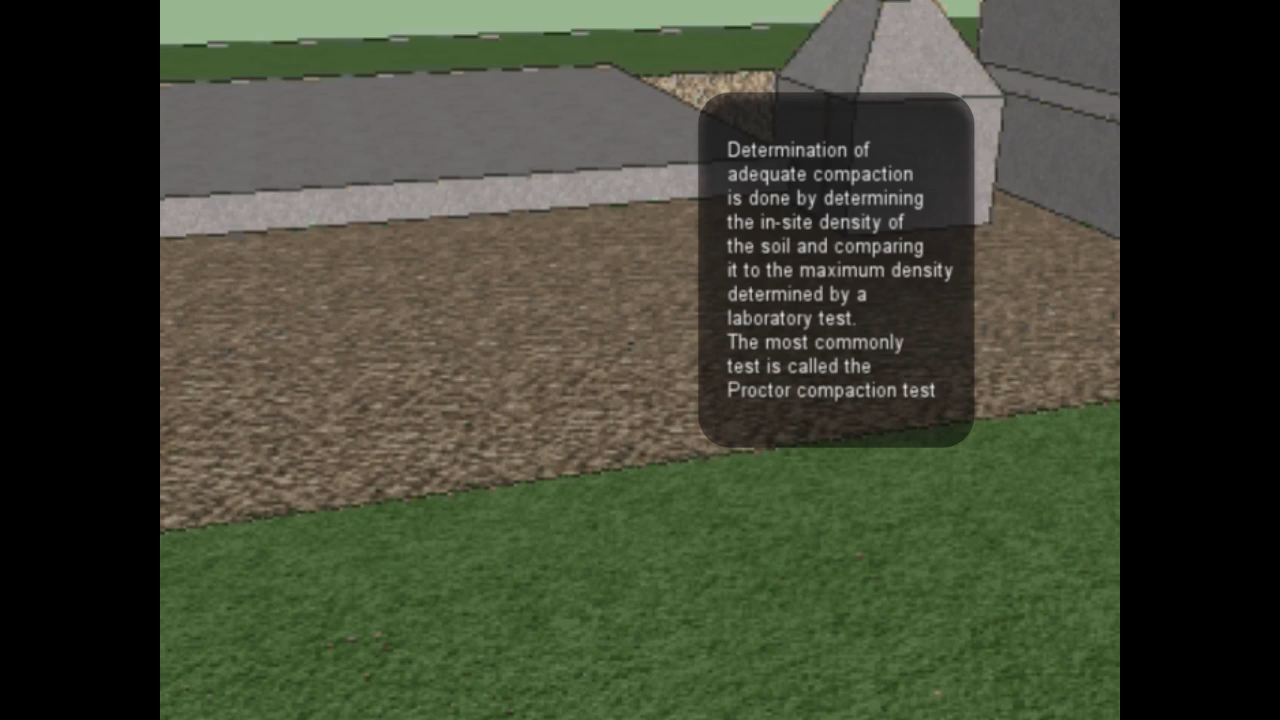 Determination of
adequate compaction
is done by determining
the in-site density of
the soil and comparing
it to the maximum density
determined by a
laboratory test.
The most commonly
test is called the
Proctor compaction test